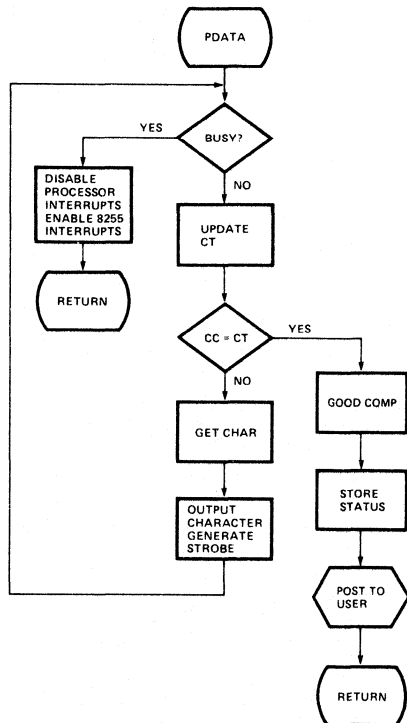 PDATA
BUSY?
YES
NO
DISABLE
PROCESSOR
INTERRUPTS
ENABLE 8255
INTERRUPTS
RETURN
UPDATE
CT
CC = CT
YES
NO
GET CHAR
OUTPUT
CHARACTER
GENERATE
STROBE
GOOD COMP
STORE
STATUS
POST TO
USER
RETURN